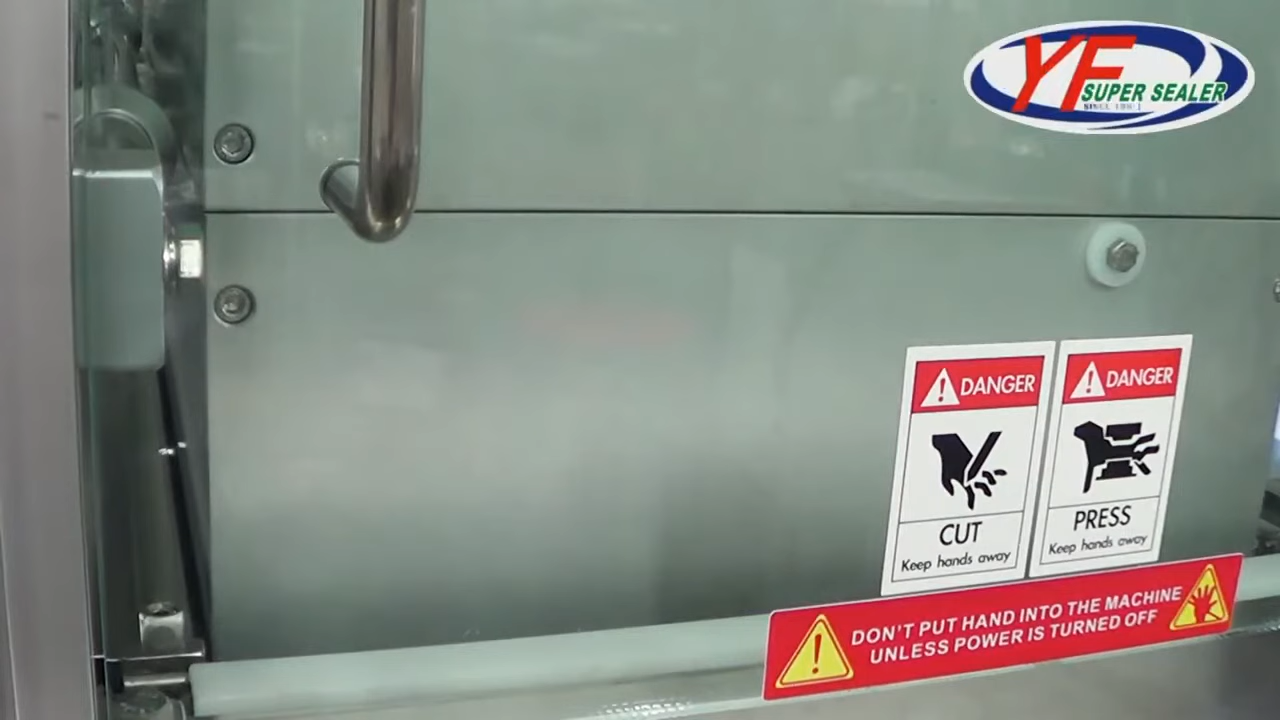 YF
SUPER SEALER
DANGER
CUT
Keep hands away
DANGER
PRESS
Keep hands away
DON'T PUT HAND INTO THE MACHINE
UNLESS POWER IS TURNED OFF